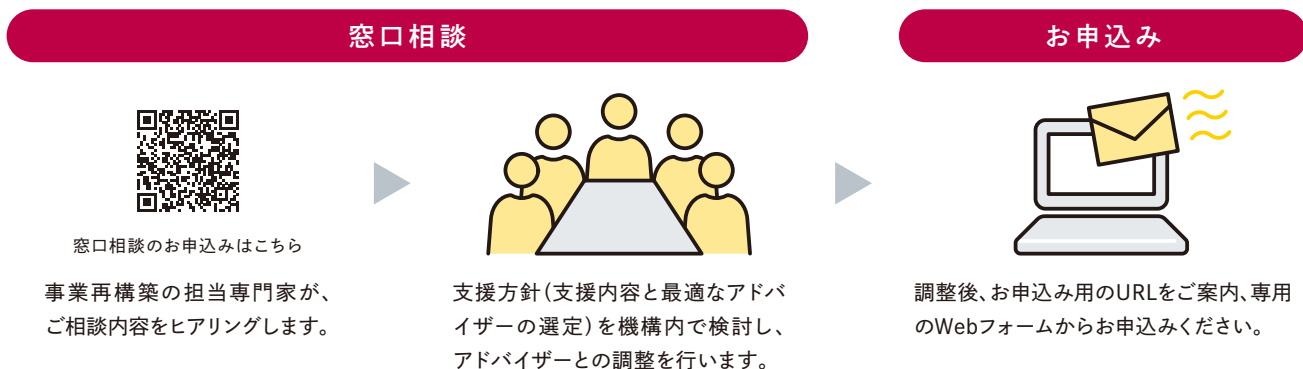 窓口相談
お申込み
窓口相談のお申込みはこちら
事業再構築の担当専門家が、
ご相談内容をヒアリングします。
支援方針(支援内容と最適なアドバ
イザーの選定)を機構内で検討し、
アドバイザーとの調整を行います。
調整後、お申込み用のURLをご案内、専用
のWebフォームからお申込みください。